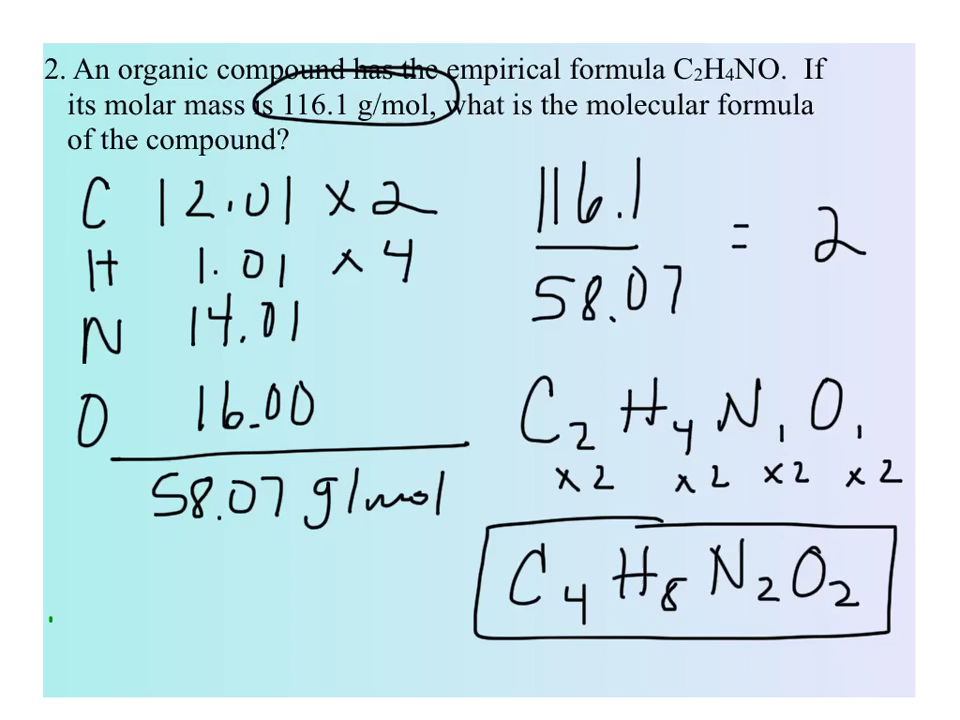 2. An organic compound has the empirical formula C₂H₄NO. If
its molar mass is 116.1 g/mol, what is the molecular formula
of the compound?
C 12.01 x 2
H 1.01 x 4
N 14.01
O 16.00
58.07 g/mol
116.1
58.07
= 2
C₂ H₄ N₁ O₁
x2 x2 x2 x2
C₄ H₈ N₂ O₂